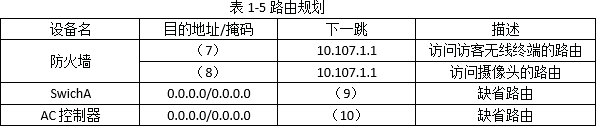 表 1-5 路由规划
设备名 目的地址/掩码 下一跳 描述
防火墙 （7） 10.107.1.1 访问访客无线终端的路由
（8） 10.107.1.1 访问摄像头的路由
SwichA 0.0.0.0/0.0.0.0 （9） 缺省路由
AC 控制器 0.0.0.0/0.0.0.0 （10） 缺省路由